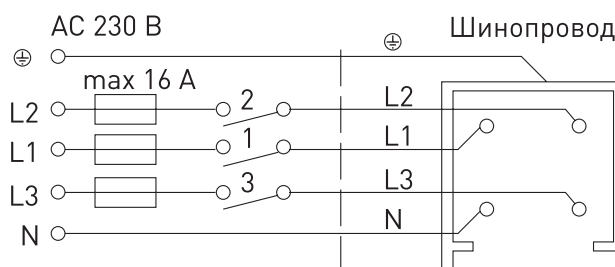 AC 230 В
Шинопровод
max 16 A
L2 2 L2
L1 1 L1
L3 3 L3
N N